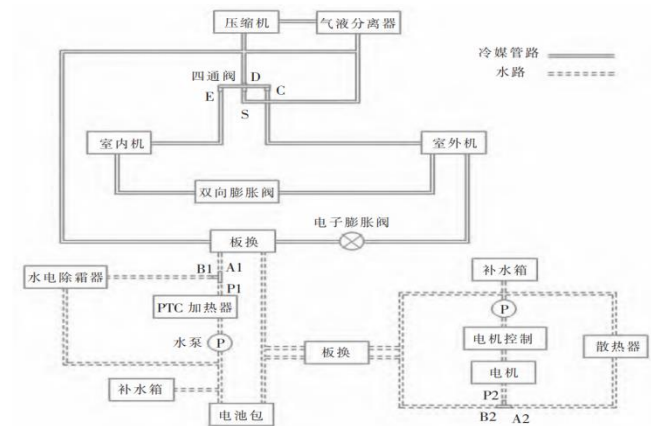 压缩机
气液分离器
冷媒管路
水路
四通阀
D
E
C
S
室内机
室外机
双向膨胀阀
电子膨胀阀
板换
水电除霜器
B1
A1
P1
PTC 加热器
水泵
P
补水箱
电池包
板换
补水箱
P
电机控制
电机
散热器
P2
B2
A2